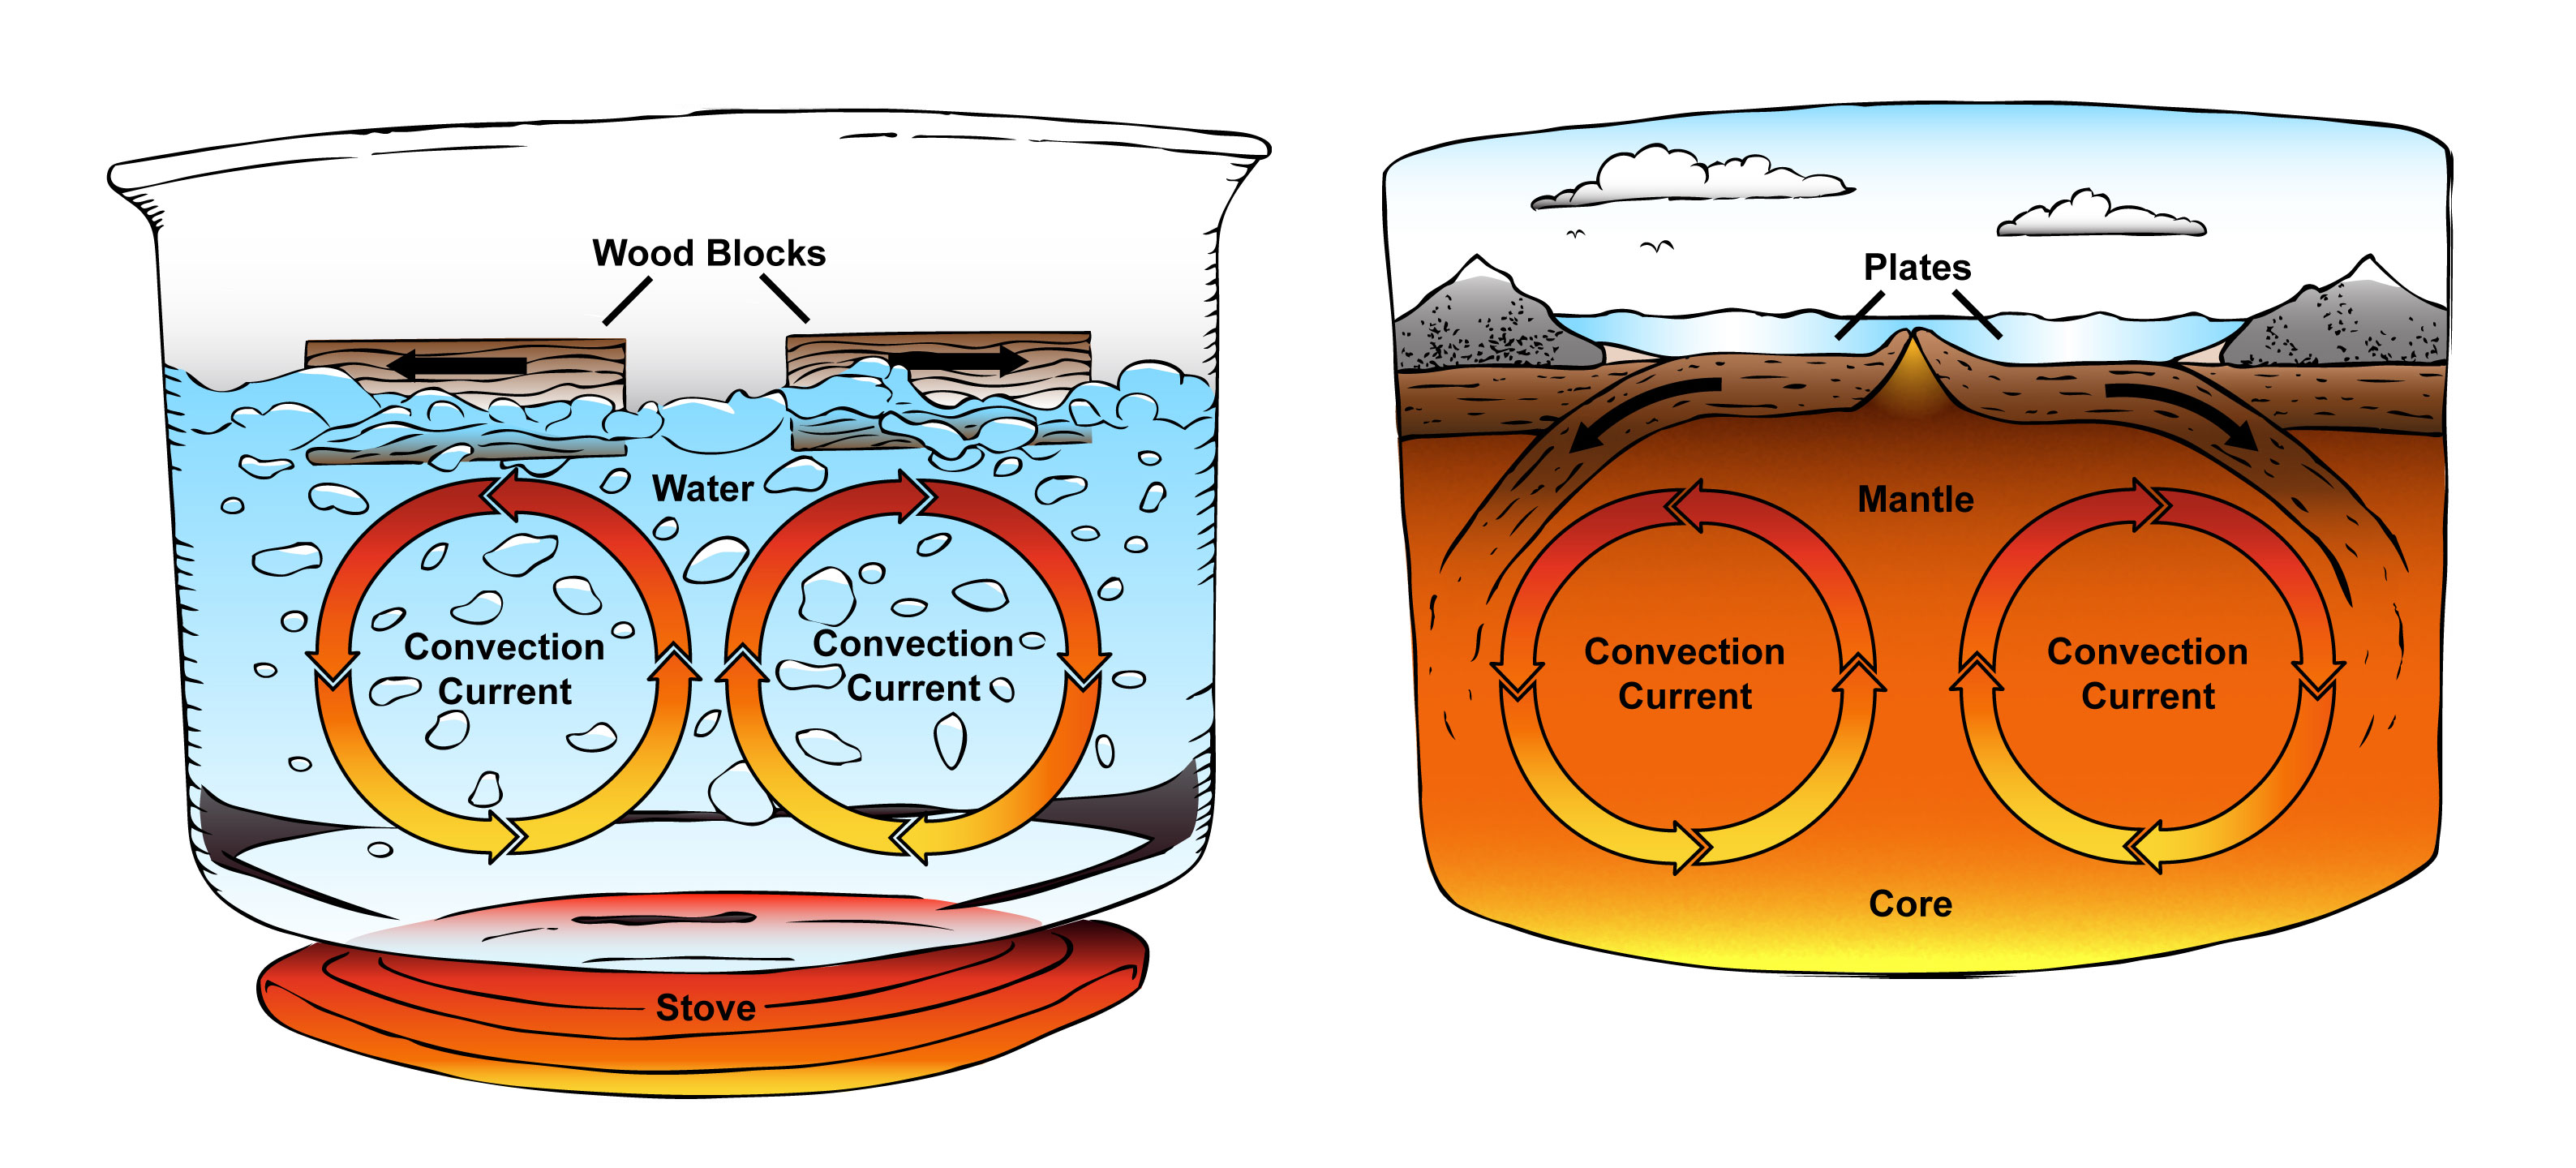 Wood Blocks
Water
Convection
Current
Convection
Current
Stove
Plates
Mantle
Convection
Current
Convection
Current
Core